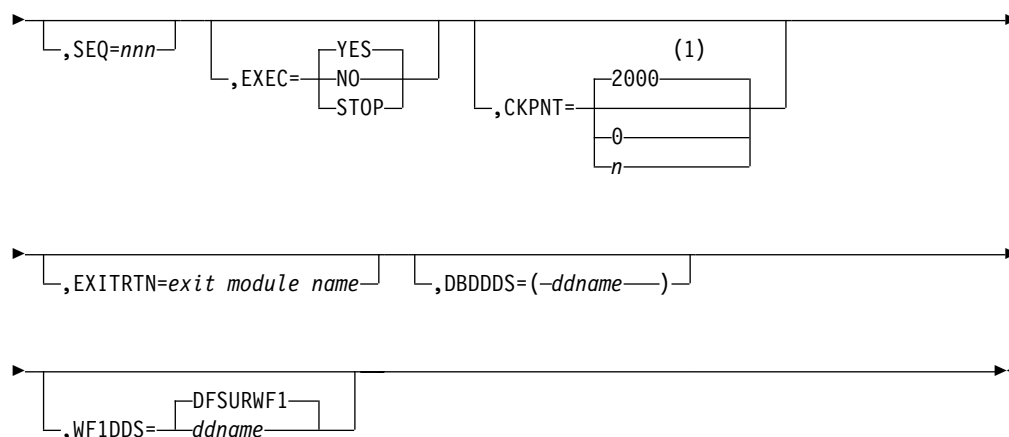 ,SEQ=nnn
,EXEC=
YES
NO
STOP
,CKPNT=
(1)
2000
0
n
,EXITRTN=exit module name
,DBDDDS=(ddname)
,WF1DDS=
DFSURWF1
ddname